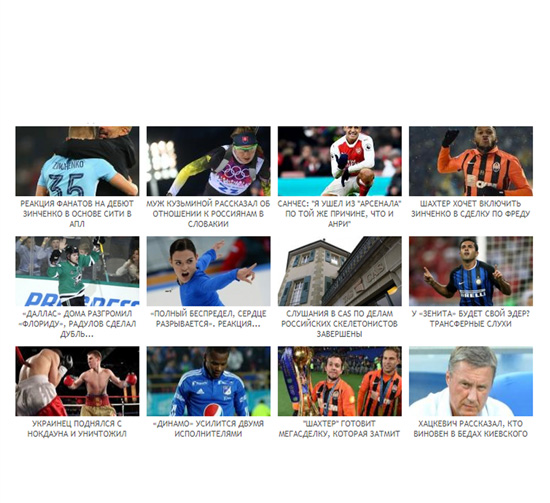 ZINCHENKO
35
РЕАКЦИЯ ФАНАТОВ НА ДЕБЮТ
ЗИНЧЕНКО В ОСНОВЕ СИТИ В
АПЛ
МУЖ КУЗЬМИНОЙ РАССКАЗАЛ ОБ
ОТНОШЕНИИ К РОССИЯНАМ В
СЛОВАКИИ
САНЧЕС: "Я УШЕЛ ИЗ "АРСЕНАЛА"
ПО ТОЙ ЖЕ ПРИЧИНЕ, ЧТО И
АНРИ"
ШАХТЕР ХОЧЕТ ВКЛЮЧИТЬ
ЗИНЧЕНКО В СДЕЛКУ ПО ФРЕДУ
«ДАЛЛАС» ДОМА РАЗГРОМИЛ
«ФЛОРИДУ», РАДУЛОВ СДЕЛАЛ
ДУБЛЬ...
«ПОЛНЫЙ БЕСПРЕДЕЛ, СЕРДЦЕ
РАЗРЫВАЕТСЯ». РЕАКЦИЯ...
СЛУШАНИЯ В CAS ПО ДЕЛАМ
РОССИЙСКИХ СКЕЛЕТОНИСТОВ
ЗАВЕРШЕНЫ
У «ЗЕНИТА» БУДЕТ СВОЙ ЭДЕР?
ТРАНСФЕРНЫЕ СЛУХИ
УКРАИНЕЦ ПОДНЯЛСЯ С
НОКДАУНА И УНИЧТОЖИЛ
«ДИНАМО» УСИЛИТСЯ ДВУМЯ
ИСПОЛНИТЕЛЯМИ
"ШАХТЕР" ГОТОВИТ
МЕГАСДЕЛКУ, КОТОРАЯ ЗАТМИТ
ХАЦКЕВИЧ РАССКАЗАЛ, КТО
ВИНОВЕН В БЕДАХ КИЕВСКОГО